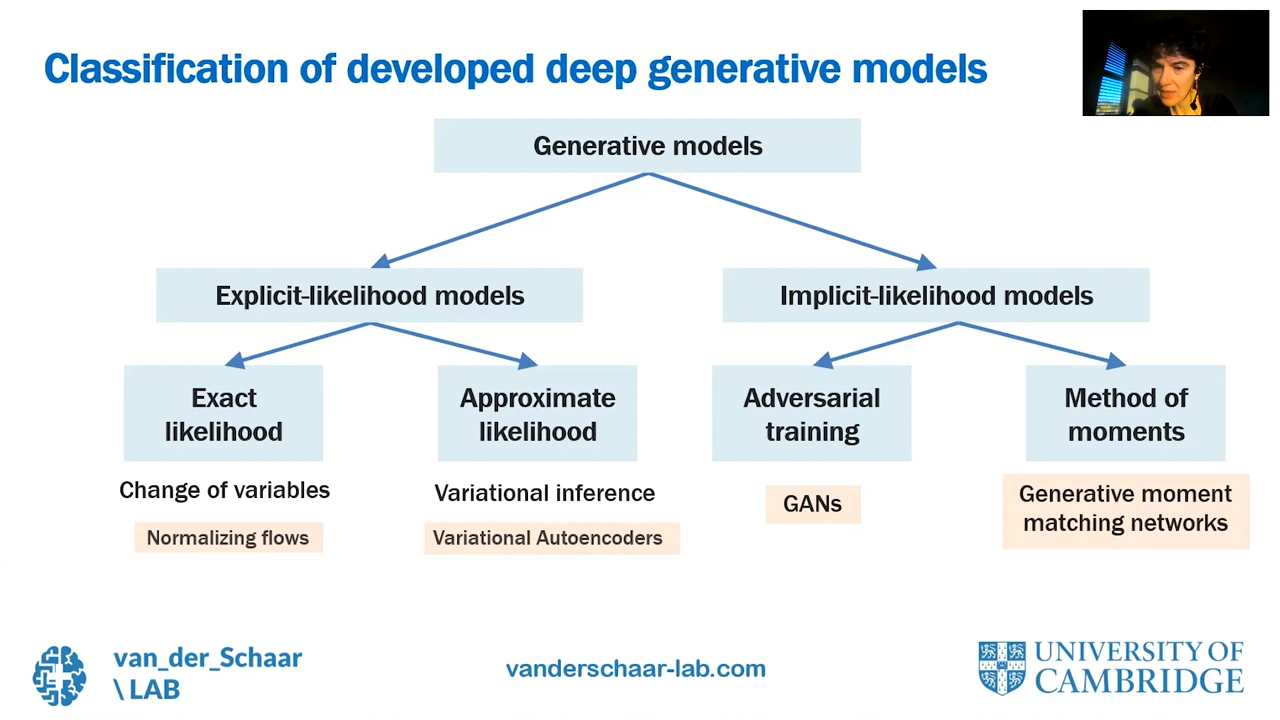 Classification of developed deep generative models
Generative models
Explicit-likelihood models
Implicit-likelihood models
Exact
likelihood
Approximate
likelihood
Adversarial
training
Method of
moments
Change of variables
Normalizing flows
Variational inference
Variational Autoencoders
GANs
Generative moment
matching networks
van_der_Schaar
\ LAB
vanderschaar-lab.com
UNIVERSITY OF
CAMBRIDGE